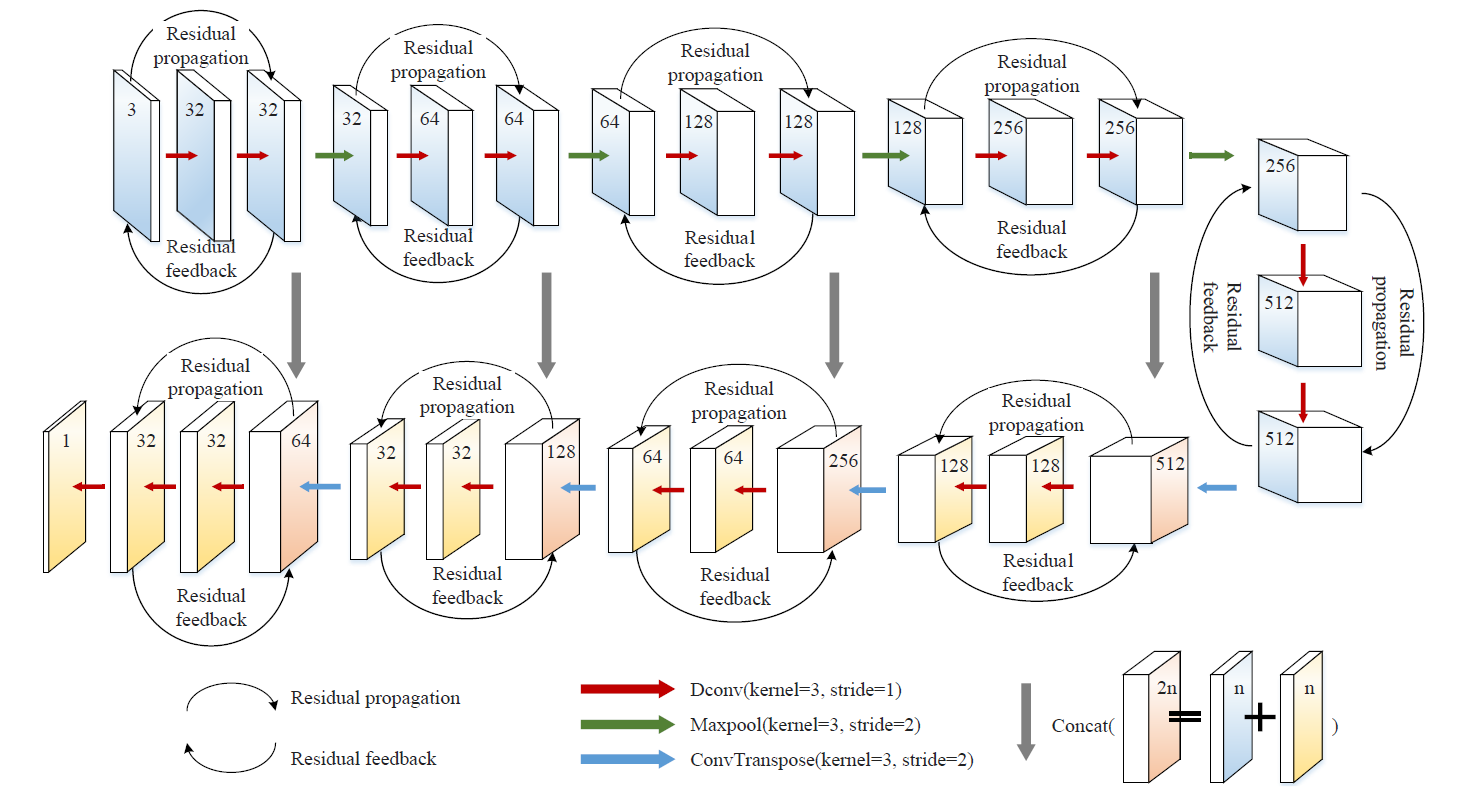 Residual
propagation
3
32
32
Residual
feedback
Residual
propagation
32
64
64
Residual
feedback
Residual
propagation
64
128
128
Residual
feedback
Residual
propagation
128
256
256
Residual
feedback
256
512
512
Residual
feedback
Residual
propagation
Residual
propagation
1
32
32
64
Residual
feedback
Residual
propagation
32
32
128
Residual
feedback
Residual
propagation
64
64
256
Residual
feedback
Residual
propagation
128
128
512
Residual
feedback
Residual propagation
Residual feedback
Dconv(kernel=3, stride=1)
Maxpool(kernel=3, stride=2)
ConvTranspose(kernel=3, stride=2)
Concat( 2n = n + n )